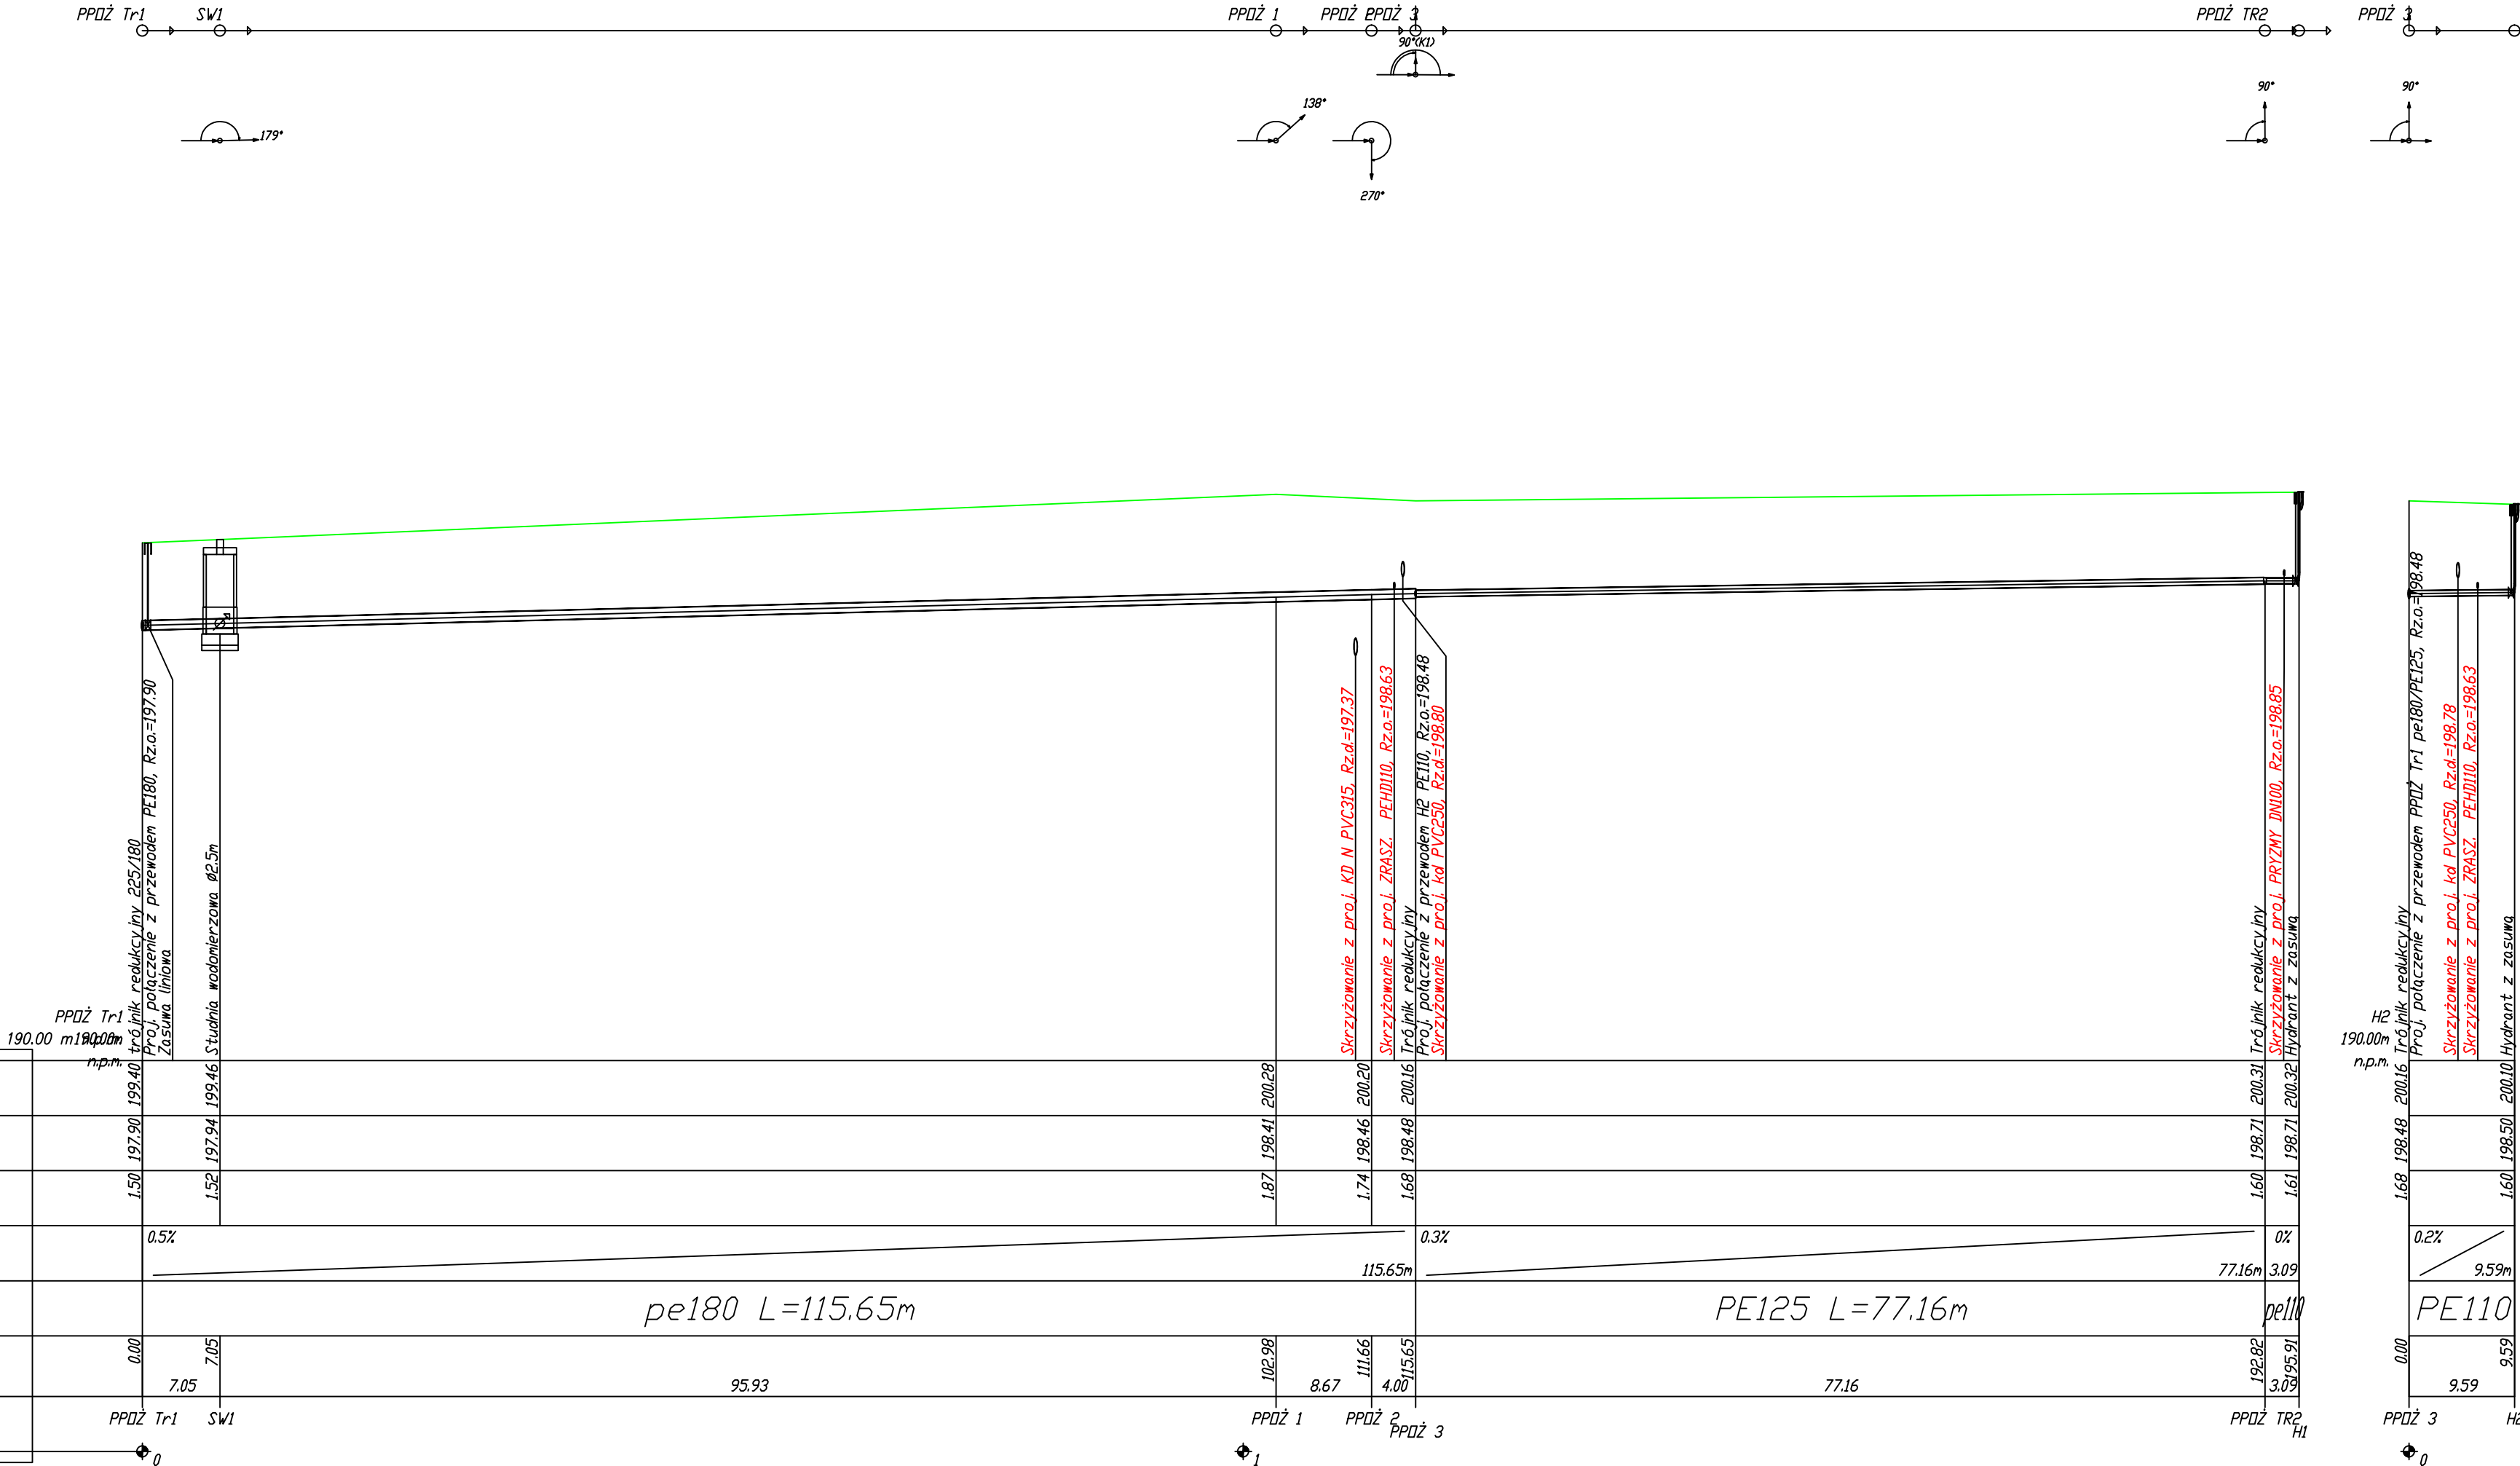 PPOŻ Tr1
SW1
PPOŻ 1
PPOŻ 2
PPOŻ 3
PPOŻ TR2
PPOŻ 3
90°(K1)
179°
138°
270°
90°
90°
trójnik redukcyjny 225/180
Proj. połączenie z przewodem PE180, Rz.o.=197.90
Zasuwa liniowa
Studnia wodomierzowa ø2.5m
Skrzyżowanie z proj. KD N PVC315, Rz.d.=197.37
Skrzyżowanie z proj. ZRASZ. PEHD110, Rz.o.=198.63
Trójnik redukcyjny
Proj. połączenie z przewodem H2 PE110, Rz.o.=198.48
Skrzyżowanie z proj. kd PVC250, Rz.d.=198.80
Trójnik redukcyjny
Skrzyżowanie z proj. PRYZMY DN100, Rz.o.=198.85
Hydrant z zasuwą
Trójnik redukcyjny
Proj. połączenie z przewodem PPOŻ Tr1 pe180/PE125, Rz.o.=198.48
Skrzyżowanie z proj. kd PVC250, Rz.d.=198.78
Skrzyżowanie z proj. ZRASZ. PEHD110, Rz.o.=198.63
Hydrant z zasuwą
PPOŻ Tr1
190.00 m n.p.m.
190.00m
n.p.m.
H2
190.00m
n.p.m.
199.40 199.46 200.28 200.20 200.16 200.31 200.32 200.16 200.10
197.90 197.94 198.41 198.46 198.48 198.71 198.71 198.48 198.50
1.50 1.52 1.87 1.74 1.68 1.60 1.61 1.68 1.60
0.5% 0.3% 0% 0.2%
115.65m 77.16m 3.09 9.59m
pe180 L=115.65m PE125 L=77.16m pe110 PE110
0.00 7.05 102.98 111.66 115.65 192.82 195.91 0.00 9.59
7.05 95.93 8.67 4.00 77.16 3.09 9.59
PPOŻ Tr1 SW1 PPOŻ 1 PPOŻ 2 PPOŻ 3 PPOŻ TR2 H1 PPOŻ 3 H2
0 1 0